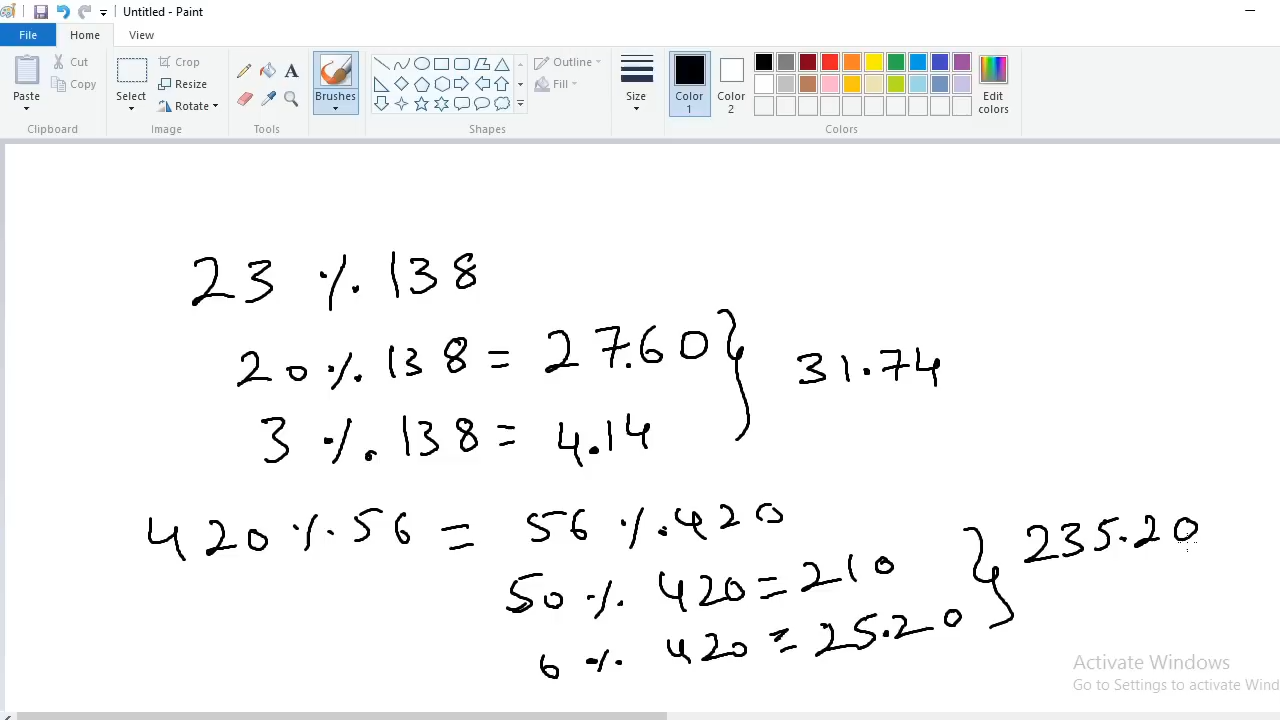 Untitled - Paint
File Home View
Cut
Copy
Paste
Clipboard
Crop
Resize
Rotate
Select
Image
A
Tools
Brushes
Outline
Fill
Shapes
Size
Color 1
Color 2
Edit colors
Colors
23 % 138
20 % 138 = 27.60
31.74
3 % 138 = 4.14
420 % 56 = 56 % 420
235.20
50 % 420 = 210
6 % 420 = 25.20
Activate Windows
Go to Settings to activate Wind